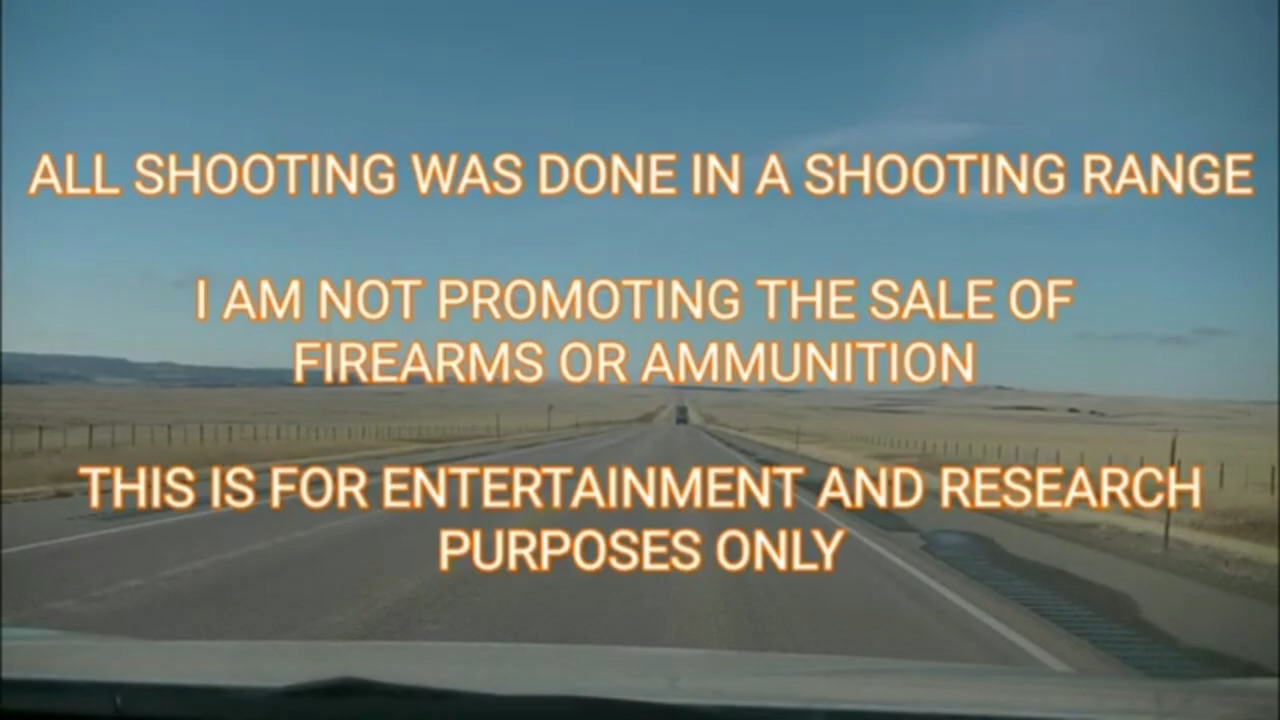 ALL SHOOTING WAS DONE IN A SHOOTING RANGE
I AM NOT PROMOTING THE SALE OF
FIREARMS OR AMMUNITION
THIS IS FOR ENTERTAINMENT AND RESEARCH
PURPOSES ONLY